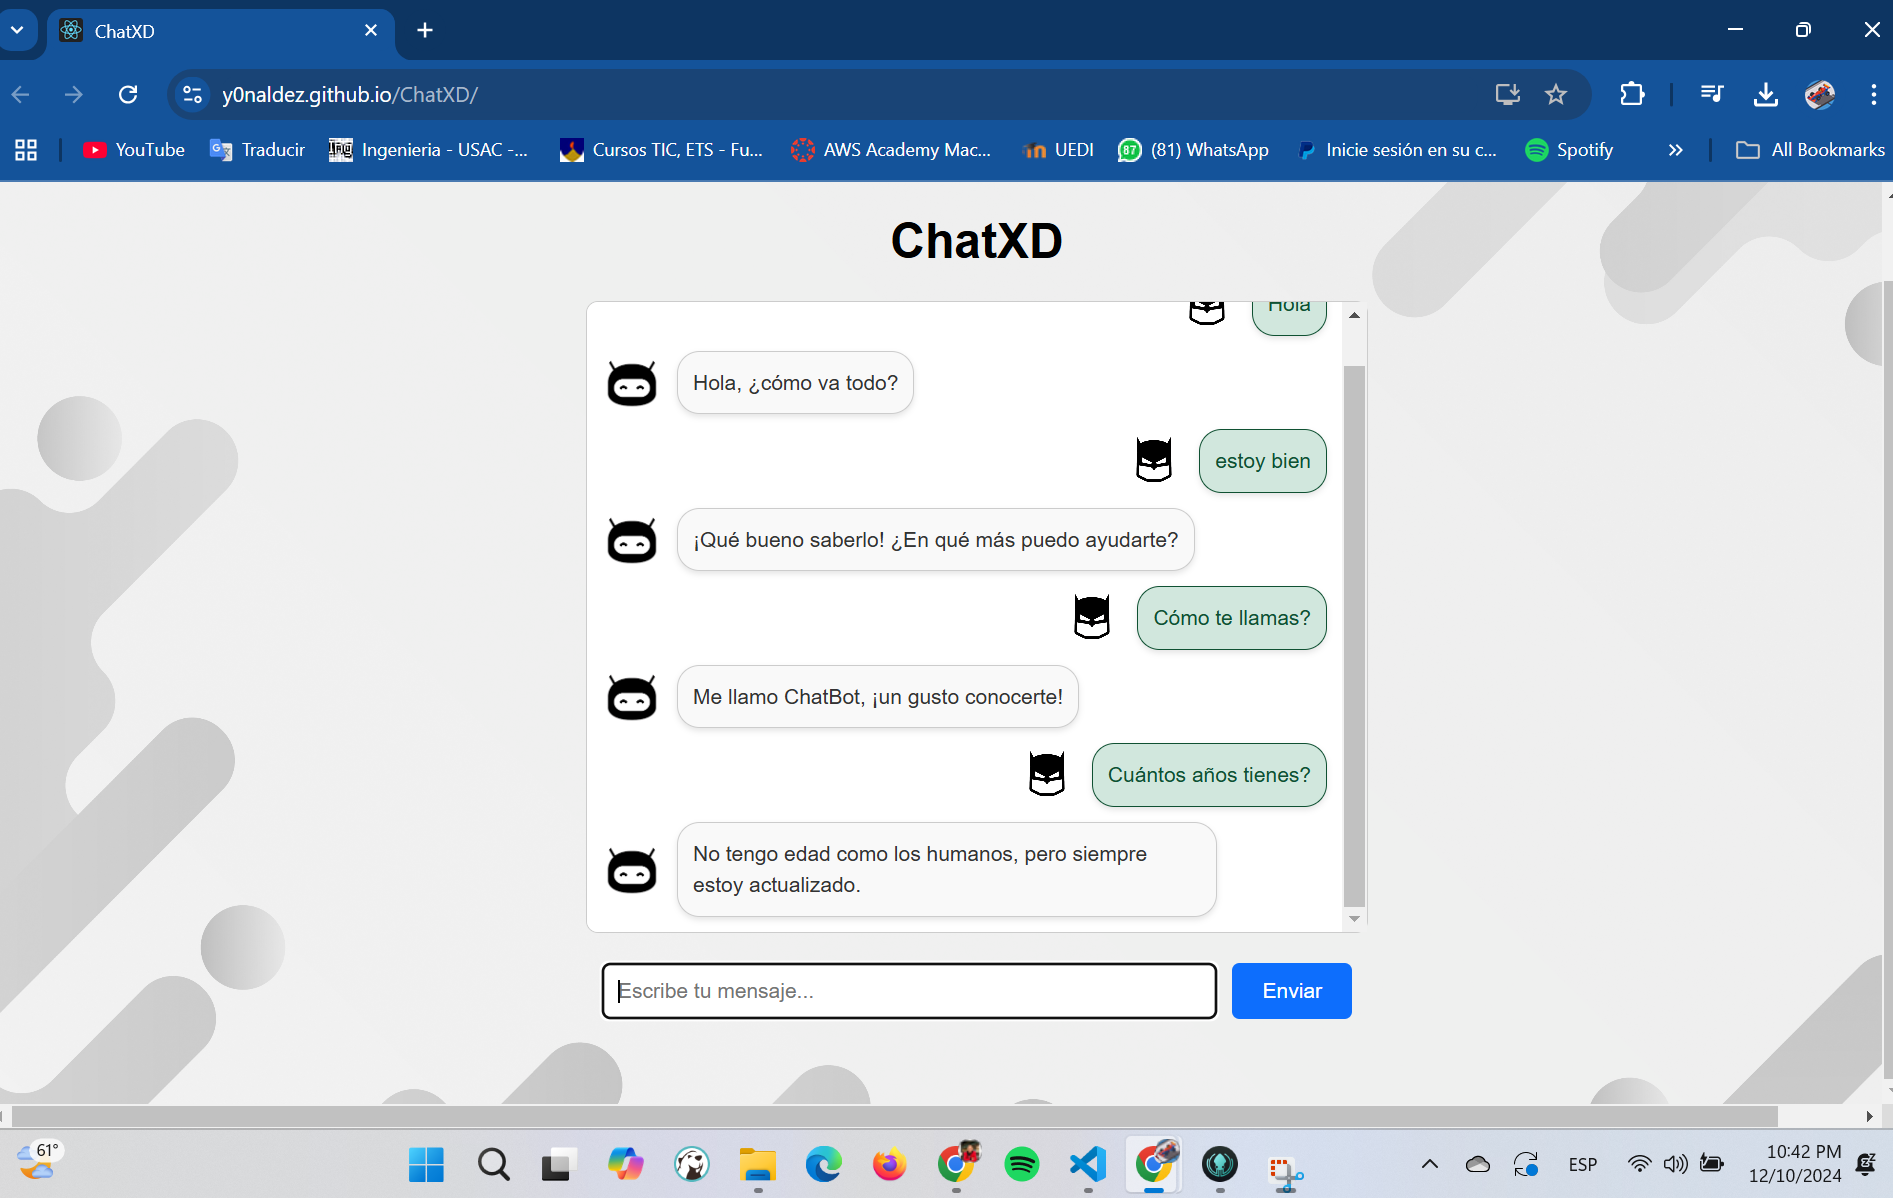 ChatXD
y0naldez.github.io/ChatXD/
YouTube
Traducir
Ingenieria - USAC -...
Cursos TIC, ETS - Fu...
AWS Academy Mac...
UEDI
(81) WhatsApp
Inicie sesión en su c...
Spotify
All Bookmarks
ChatXD
Hola
Hola, ¿cómo va todo?
estoy bien
¡Qué bueno saberlo! ¿En qué más puedo ayudarte?
Cómo te llamas?
Me llamo ChatBot, ¡un gusto conocerte!
Cuántos años tienes?
No tengo edad como los humanos, pero siempre
estoy actualizado.
Escribe tu mensaje...
Enviar
61°
ESP
10:42 PM
12/10/2024